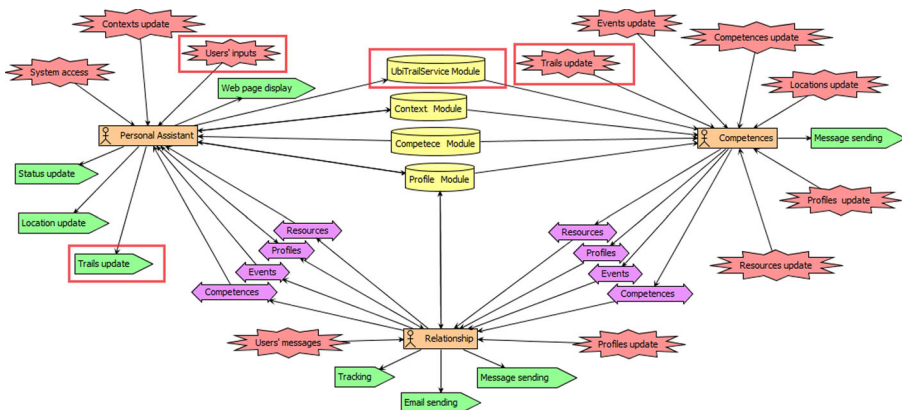 Contexts update
Events update
Competences update
Users' inputs
UbiTrailService Module
Trails update
System access
Web page display
Locations update
Context Module
Personal Assistant
Competece Module
Competences
Message sending
Status update
Profile Module
Profiles update
Location update
Resources
Resources
Profiles
Profiles
Trails update
Events
Events
Resources update
Competences
Competences
Users' messages
Relationship
Profiles update
Tracking
Message sending
Email sending